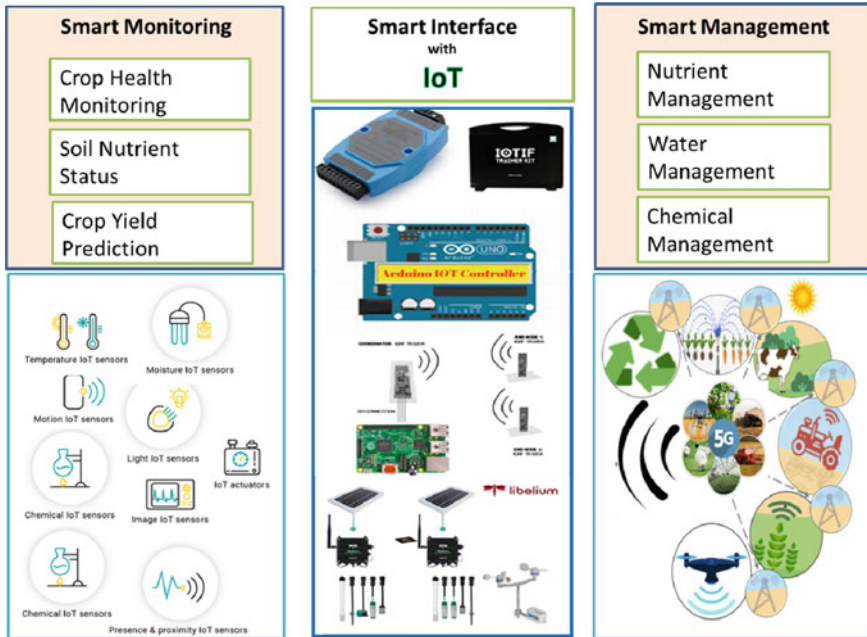 Smart Monitoring
Crop Health
Monitoring
Soil Nutrient
Status
Crop Yield
Prediction
Temperature IoT sensors
Moisture IoT sensors
Motion IoT sensors
Light IoT sensors
IoT actuators
Chemical IoT sensors
Image IoT sensors
Chemical IoT sensors
Presence & proximity IoT sensors
Smart Interface
with
IoT
IOTIF
TRAINER KIT
UNO
ARDUINO
Arduino IOT Controller
libelium
Smart Management
Nutrient
Management
Water
Management
Chemical
Management
5G